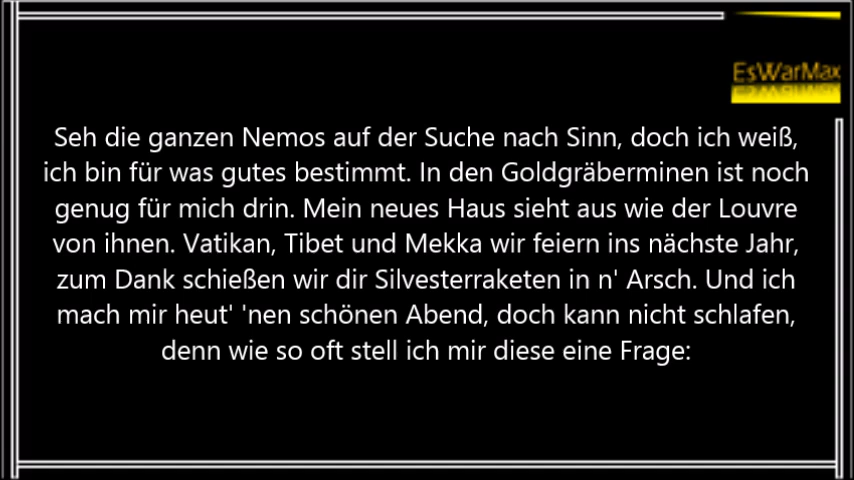 EsWarMax
Seh die ganzen Nemos auf der Suche nach Sinn, doch ich weiß,
ich bin für was gutes bestimmt. In den Goldgräberminen ist noch
genug für mich drin. Mein neues Haus sieht aus wie der Louvre
von ihnen. Vatikan, Tibet und Mekka wir feiern ins nächste Jahr,
zum Dank schießen wir dir Silvesterraketen in n' Arsch. Und ich
mach mir heut' 'nen schönen Abend, doch kann nicht schlafen,
denn wie so oft stell ich mir diese eine Frage: